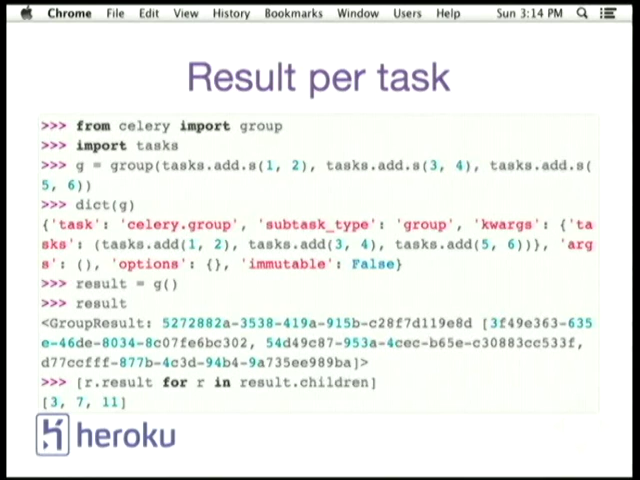 Chrome File Edit View History Bookmarks Window Users Help Sun 3:14 PM
Result per task
>>> from celery import group
>>> import tasks
>>> g = group(tasks.add.s(1, 2), tasks.add.s(3, 4), tasks.add.s(
5, 6))
>>> dict(g)
{'task': 'celery.group', 'subtask_type': 'group', 'kwargs': {'ta
sks': (tasks.add(1, 2), tasks.add(3, 4), tasks.add(5, 6))}, 'arg
s': (), 'options': {}, 'immutable': False}
>>> result = g()
>>> result
<GroupResult: 5272882a-3538-419a-915b-c28f7d119e8d [3f49e363-635
e-46de-8034-8c07fe6bc302, 54d49c87-953a-4cec-b65e-c30883cc533f,
d77ccfff-877b-4c3d-94b4-9a735ee989ba]>
>>> [r.result for r in result.children]
[3, 7, 11]
heroku